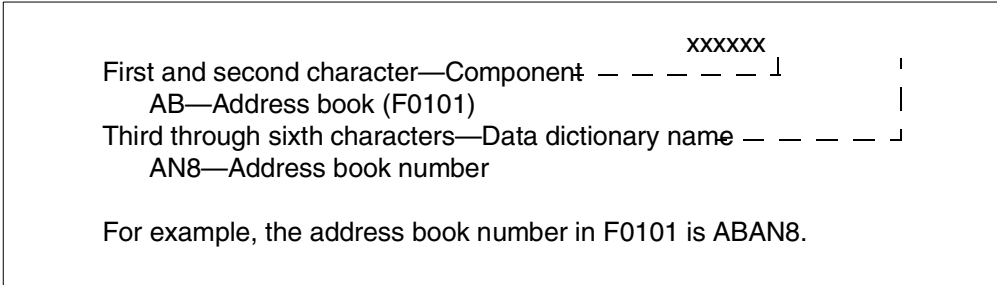 xxxxxx
First and second character—Component
AB—Address book (F0101)
Third through sixth characters—Data dictionary name
AN8—Address book number
For example, the address book number in F0101 is ABAN8.